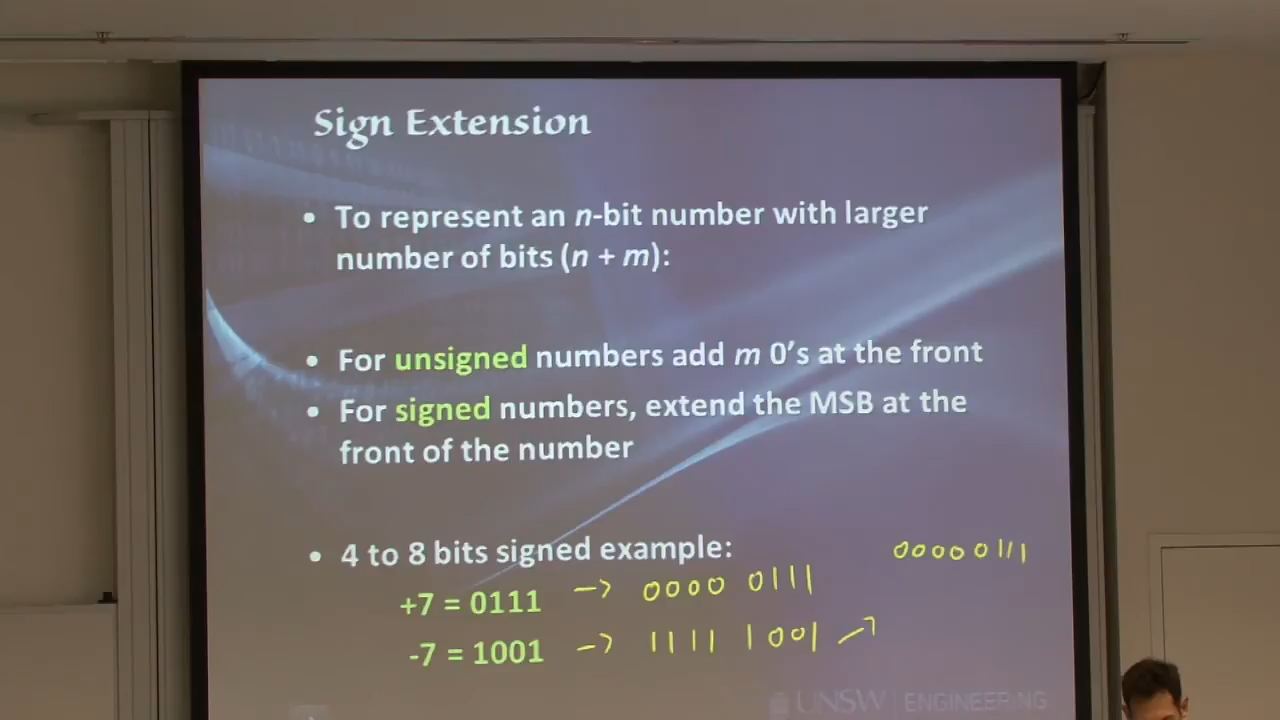 Sign Extension
• To represent an n-bit number with larger
number of bits (n + m):
• For unsigned numbers add m 0's at the front
• For signed numbers, extend the MSB at the
front of the number
• 4 to 8 bits signed example:
00000111
+7 = 0111 → 0000 0111
-7 = 1001 → 1111 1001 →
UNSW | ENGINEERING